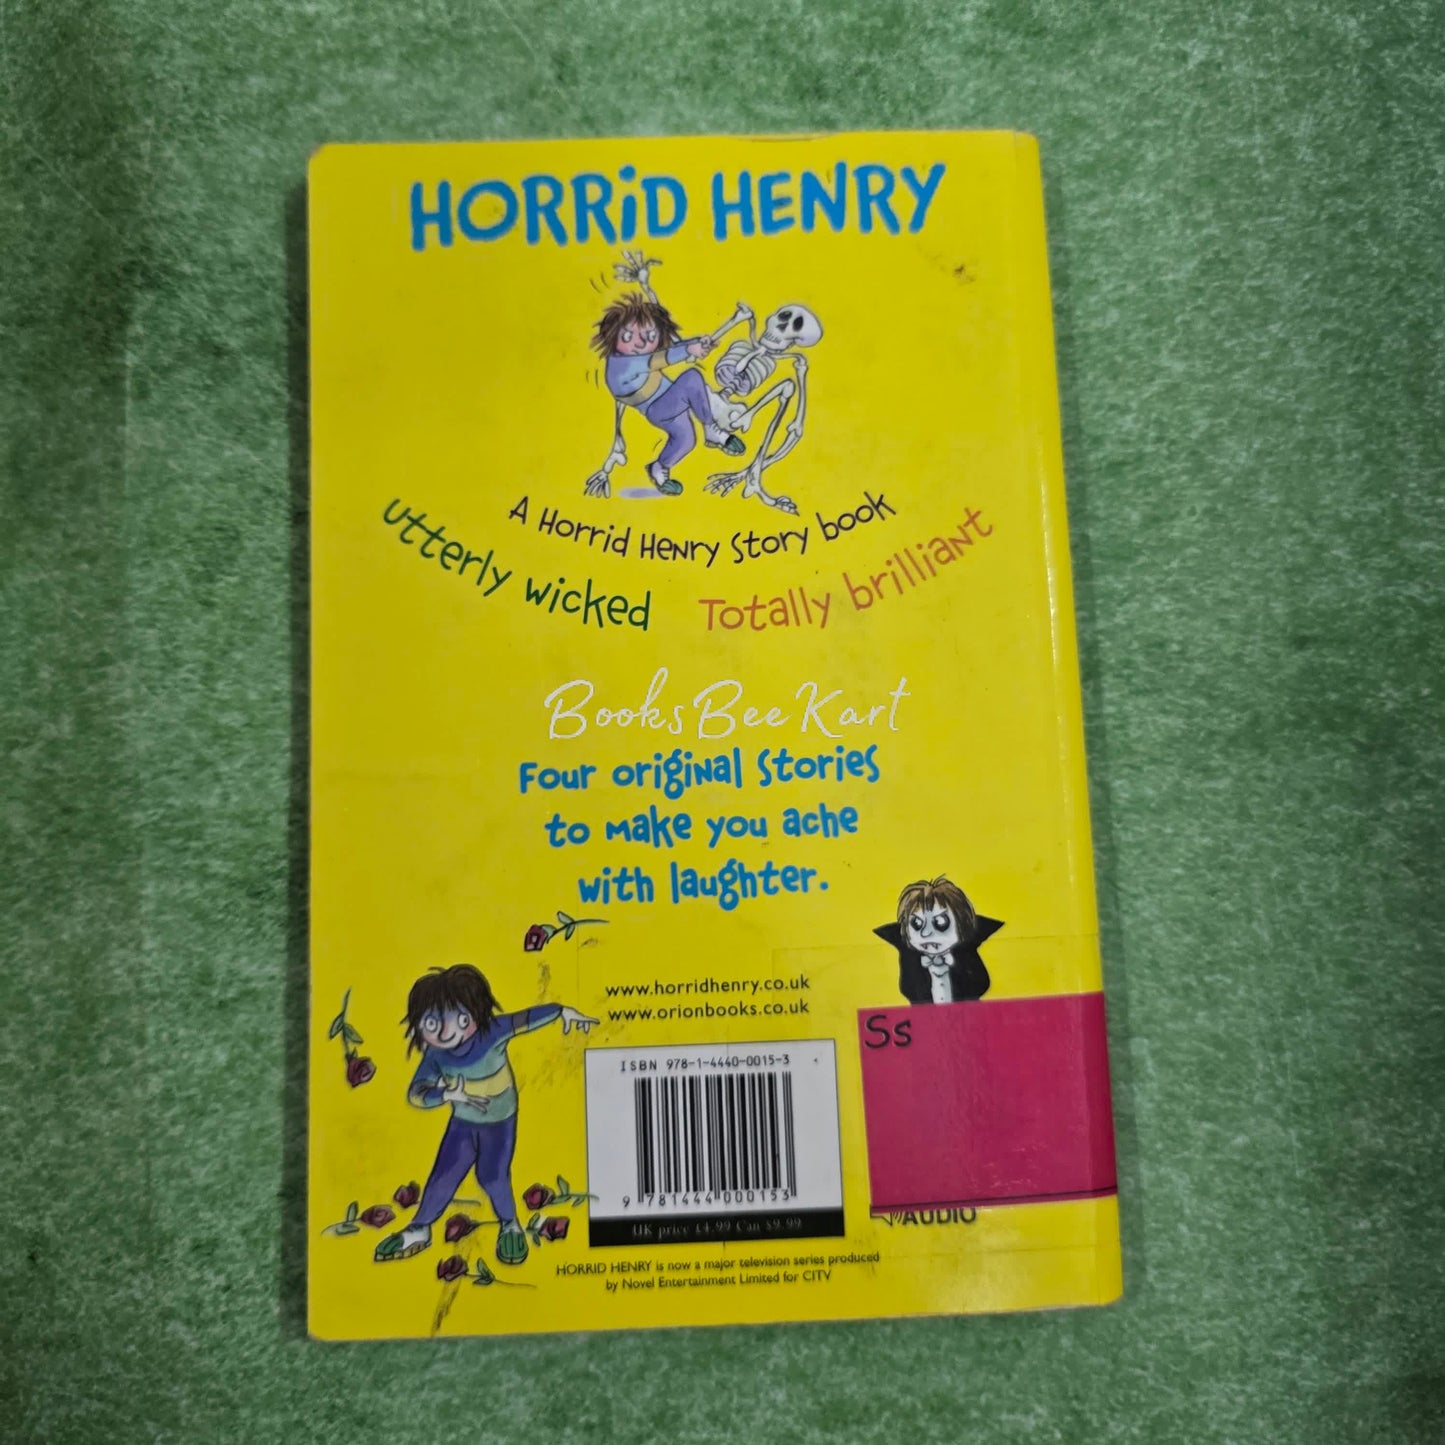 HORRiD HENRY
A Horrid Henry Story book
utterly wicked
Totally brilliant
BooksBeeKart
Four original Stories
to make you ache
with laughter.
www.horridhenry.co.uk
www.orionbooks.co.uk
Ss
ISBN 978-1-4440-0015-3
9 781444 000153
UK price £4.99 Can $9.99
AUDIO
HORRID HENRY is now a major television series produced
by Novel Entertainment Limited for CITV